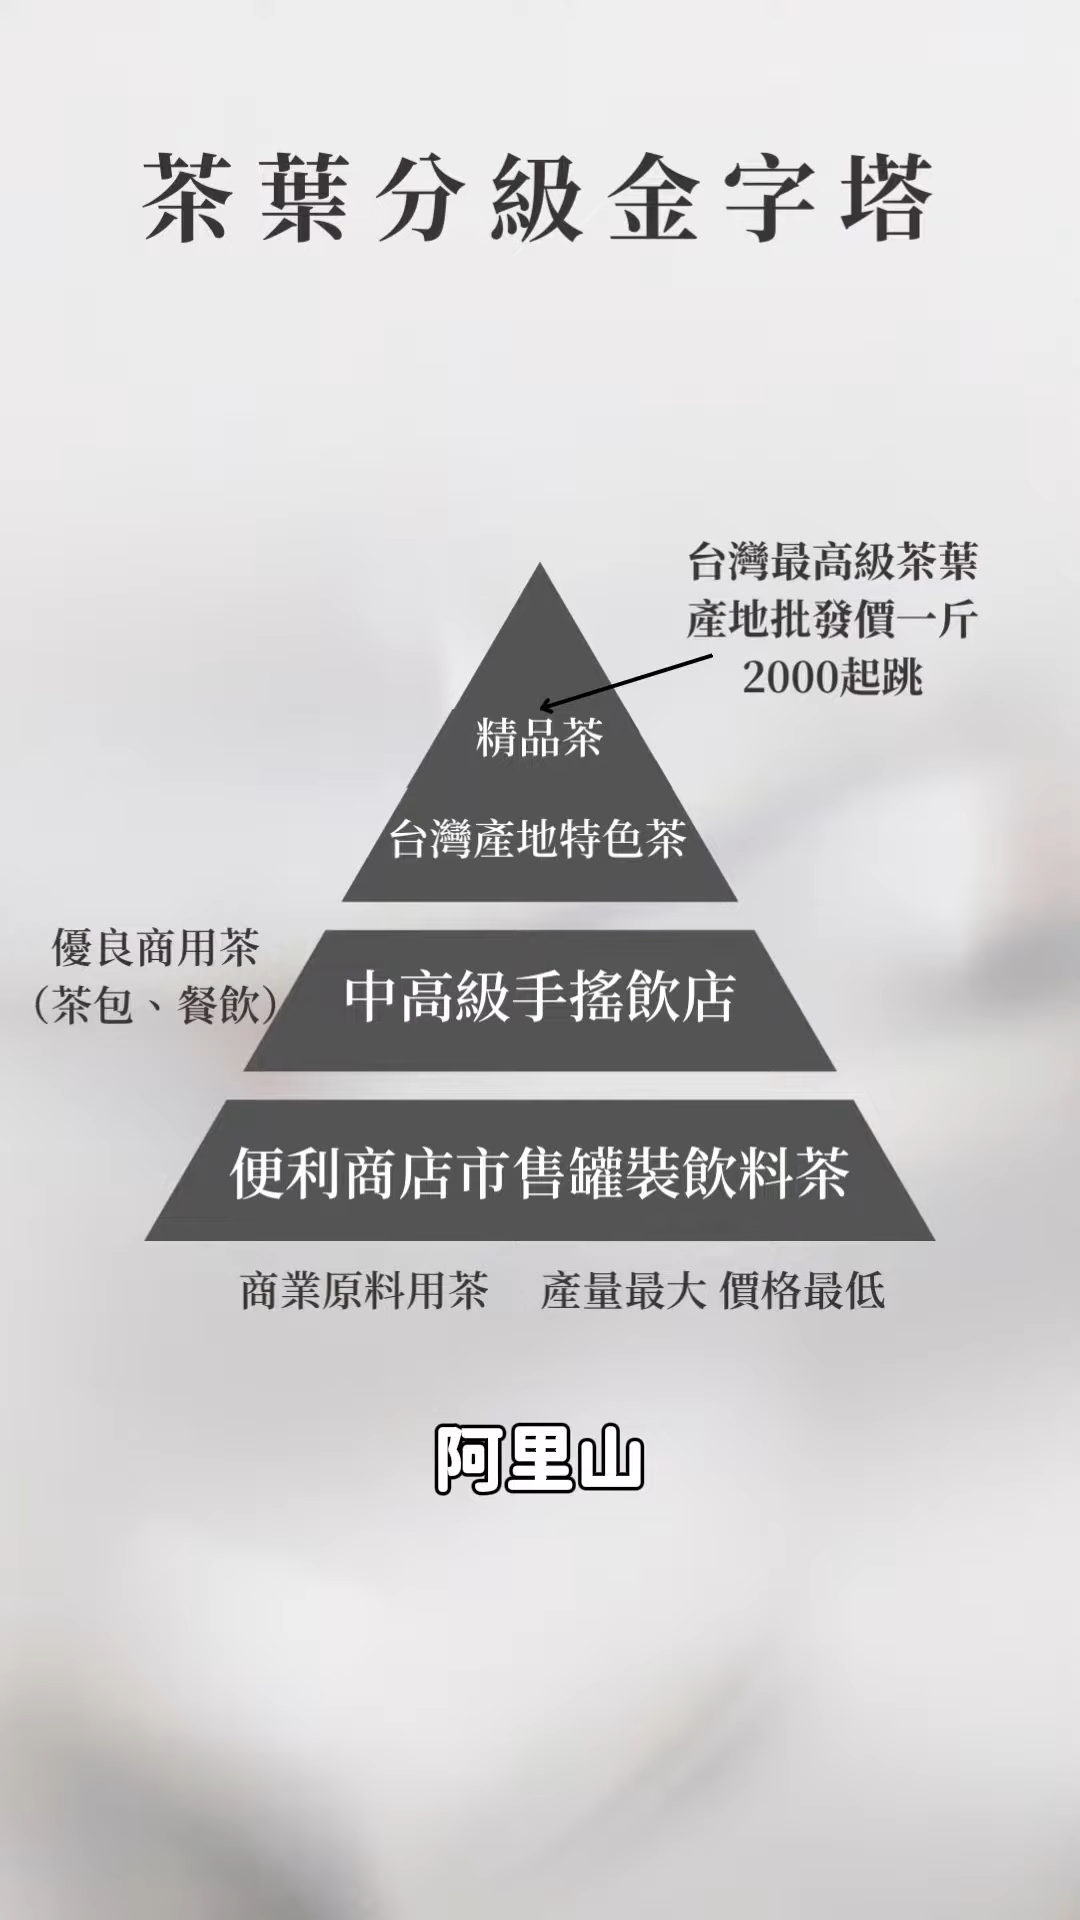 茶葉分級金字塔
台灣最高級茶葉
產地批發價一斤
2000起跳
精品茶
台灣產地特色茶
優良商用茶
（茶包、餐飲）
中高級手搖飲店
便利商店市售罐裝飲料茶
商業原料用茶 產量最大 價格最低
阿里山